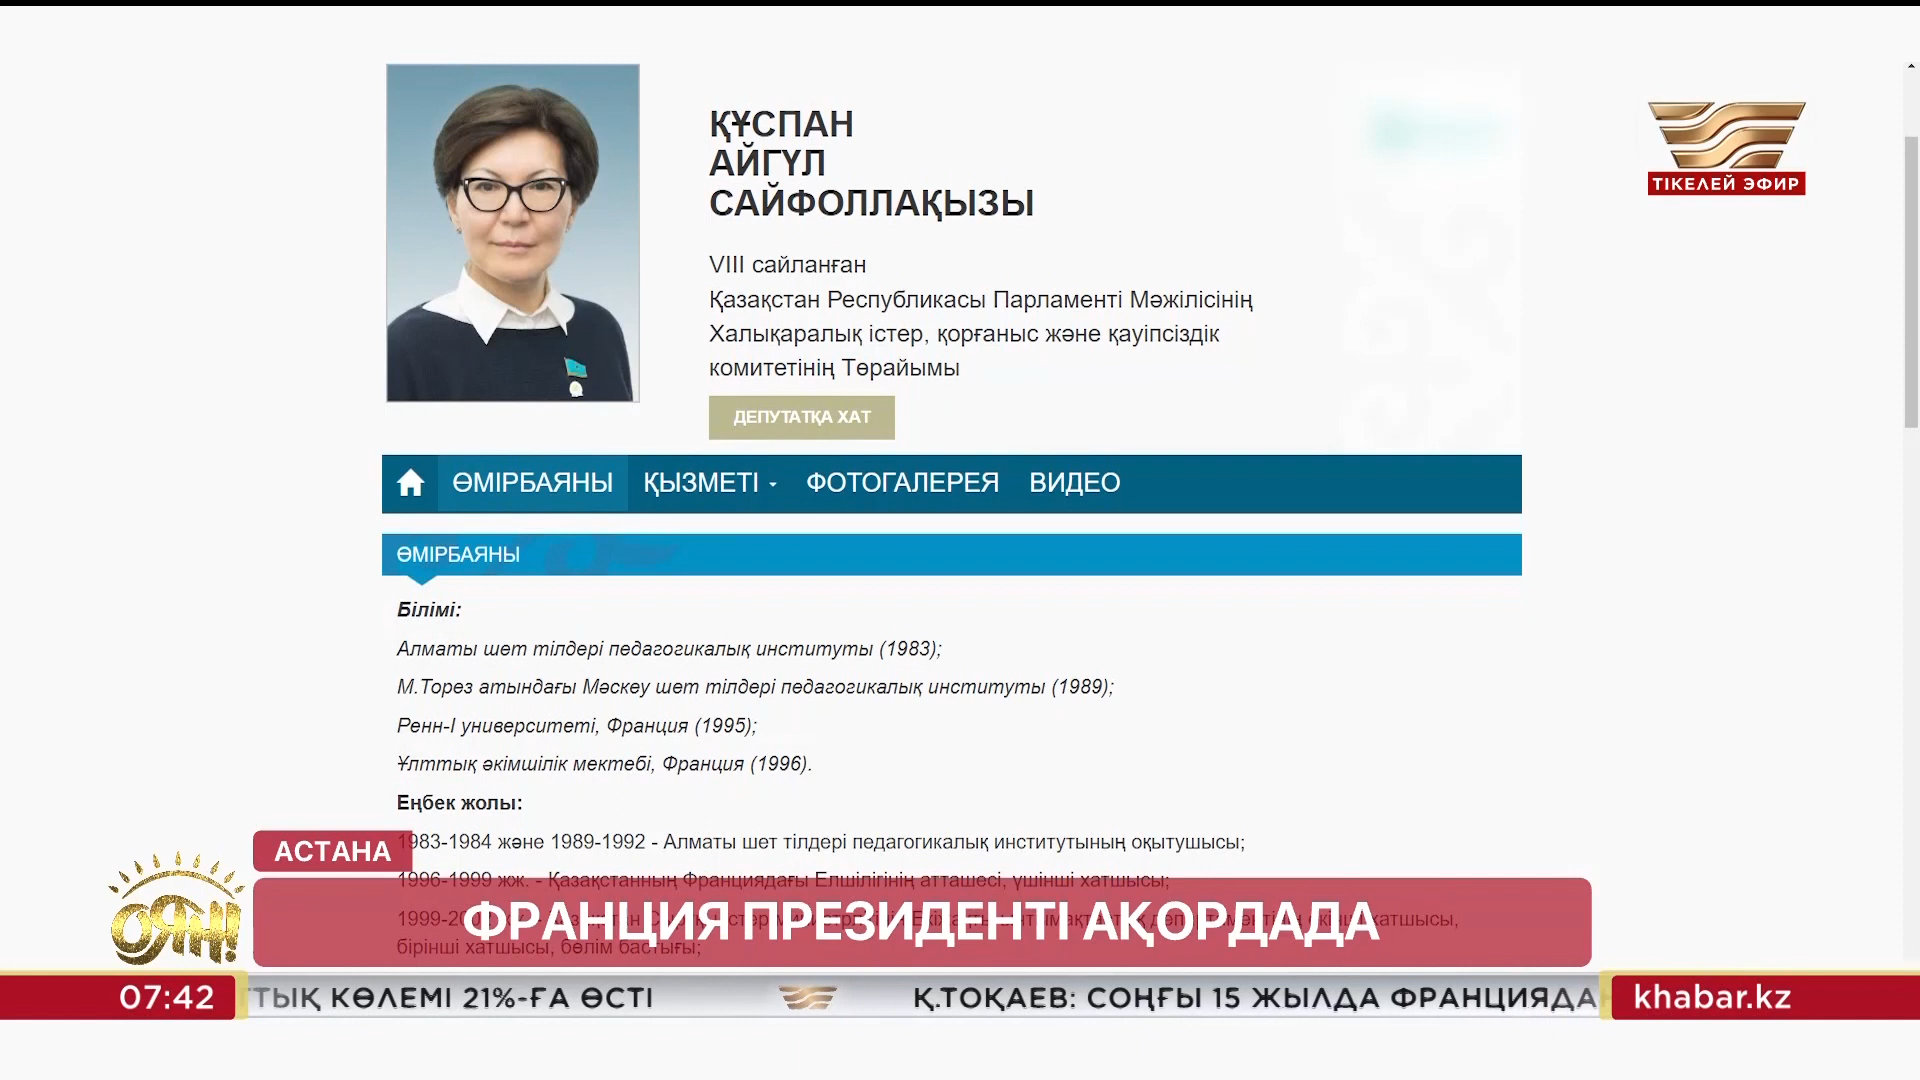 ҚҰСПАН
АЙГҮЛ
САЙФОЛЛАҚЫЗЫ
ТІКЕЛЕЙ ЭФИР
VIII сайланған
Қазақстан Республикасы Парламенті Мәжілісінің
Халықаралық істер, қорғаныс және қауіпсіздік
комитетінің Төрайымы
ДЕПУТАТҚА ХАТ
ӨМІРБАЯНЫ ҚЫЗМЕТІ ФОТОГАЛЕРЕЯ ВИДЕО
ӨМІРБАЯНЫ
Білімі:
Алматы шет тілдері педагогикалық институты (1983);
М.Торез атындағы Мәскеу шет тілдері педагогикалық институты (1989);
Ренн-I университеті, Франция (1995);
Ұлттық әкімшілік мектебі, Франция (1996).
Еңбек жолы:
1983-1984 және 1989-1992 - Алматы шет тілдері педагогикалық институтының оқытушысы;
АСТАНА
1996-1999 жж. - Қазақстанның Франциядағы Елшілігінің атташесі, үшінші хатшысы;
хатшысы,
бірінші хатшысы, бөлім бастығы;
ФРАНЦИЯ ПРЕЗИДЕНТІ АҚОРДАДА
ОЯН!
07:42
ТТЫҚ КӨЛЕМІ 21%-ҒА ӨСТІ Қ.ТОҚАЕВ: СОҢҒЫ 15 ЖЫЛДА ФРАНЦИЯДА
khabar.kz